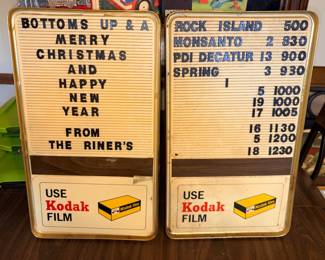 BOTTOMS UP & A
MERRY
CHRISTMAS
AND
HAPPY
NEW
YEAR
FROM
THE RINER'S
USE
Kodak
FILM
ROCK ISLAND 500
MONSANTO 2 830
PDI DECATUR 13 900
SPRING 3 930
1
5 1000
19 1000
17 1005
16 1130
5 1200
18 1230
USE
Kodak
FILM